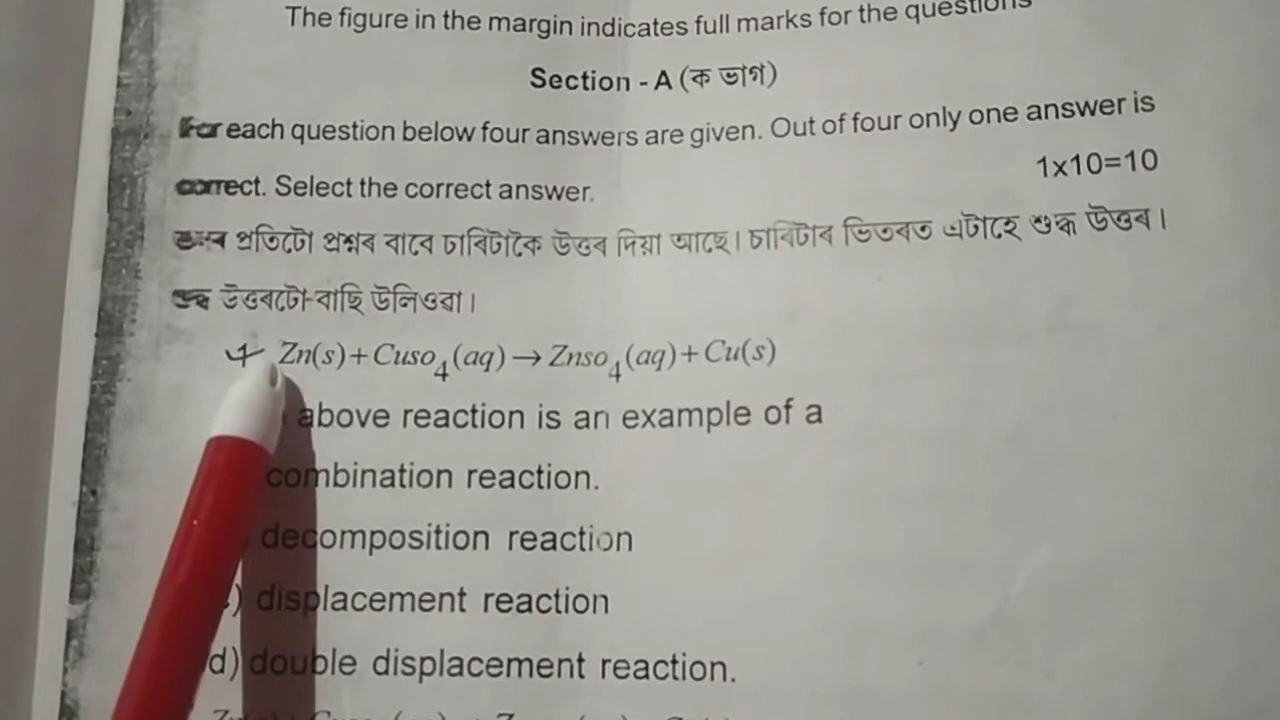 The figure in the margin indicates full marks for the questions
Section - A (ক ভাগ)
For each question below four answers are given. Out of four only one answer is
correct. Select the correct answer.
1x10=10
প্ৰতিটো প্ৰশ্নৰ বাবে চাৰিটাকৈ উত্তৰ দিয়া আছে। চাৰিটাৰ ভিতৰত এটাহে শুদ্ধ উত্তৰ।
উত্তৰটো বাছি উলিওৱা।
Zn(s)+Cuso4(aq)→Znso4(aq)+Cu(s)
above reaction is an example of a
combination reaction.
decomposition reaction
) displacement reaction
d) double displacement reaction.